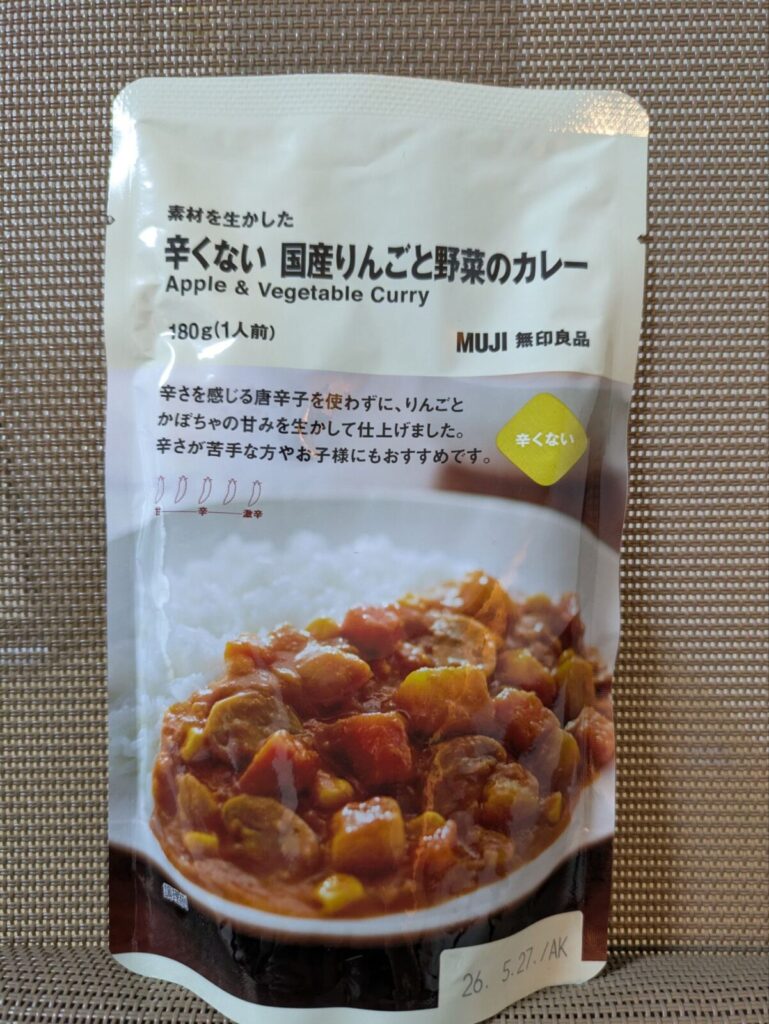 素材を生かした
辛くない 国産りんごと野菜のカレー
Apple & Vegetable Curry
180g(1人前)
MUJI 無印良品
辛さを感じる唐辛子を使わずに、りんごと
かぼちゃの甘みを生かして仕上げました。
辛さが苦手な方やお子様にもおすすめです。
辛くない
甘 辛 激辛
26. 5.27./AK